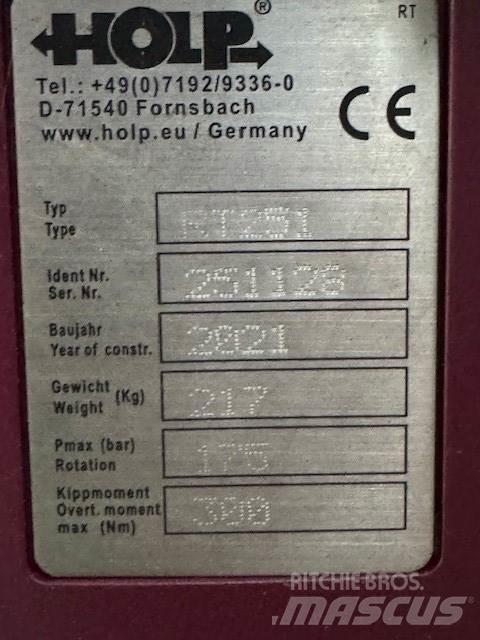 HOLP® RT
Tel.: +49(0)7192/9336-0
D-71540 Fornsbach
www.holp.eu / Germany
CE
Typ
Type RT251
Ident Nr.
Ser. Nr. 251128
Baujahr
Year of constr. 2021
Gewicht
Weight (Kg) 217
Pmax (bar)
Rotation 175
Kippmoment
Overt. moment
max (Nm) 300
RITCHIE BROS.
MASCUS